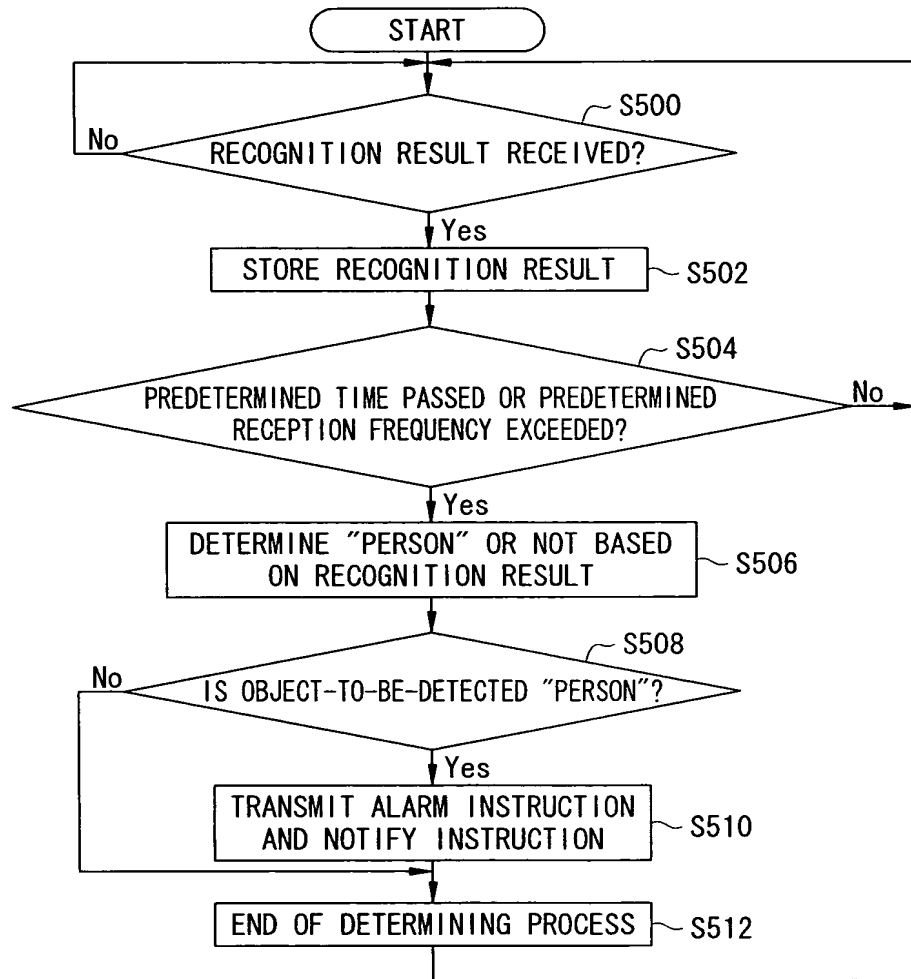 START
S500
No
RECOGNITION RESULT RECEIVED?
Yes
STORE RECOGNITION RESULT
S502
S504
PREDETERMINED TIME PASSED OR PREDETERMINED
RECEPTION FREQUENCY EXCEEDED?
No
Yes
DETERMINE "PERSON" OR NOT BASED
ON RECOGNITION RESULT
S506
S508
No
IS OBJECT-TO-BE-DETECTED "PERSON"?
Yes
TRANSMIT ALARM INSTRUCTION
AND NOTIFY INSTRUCTION
S510
END OF DETERMINING PROCESS
S512